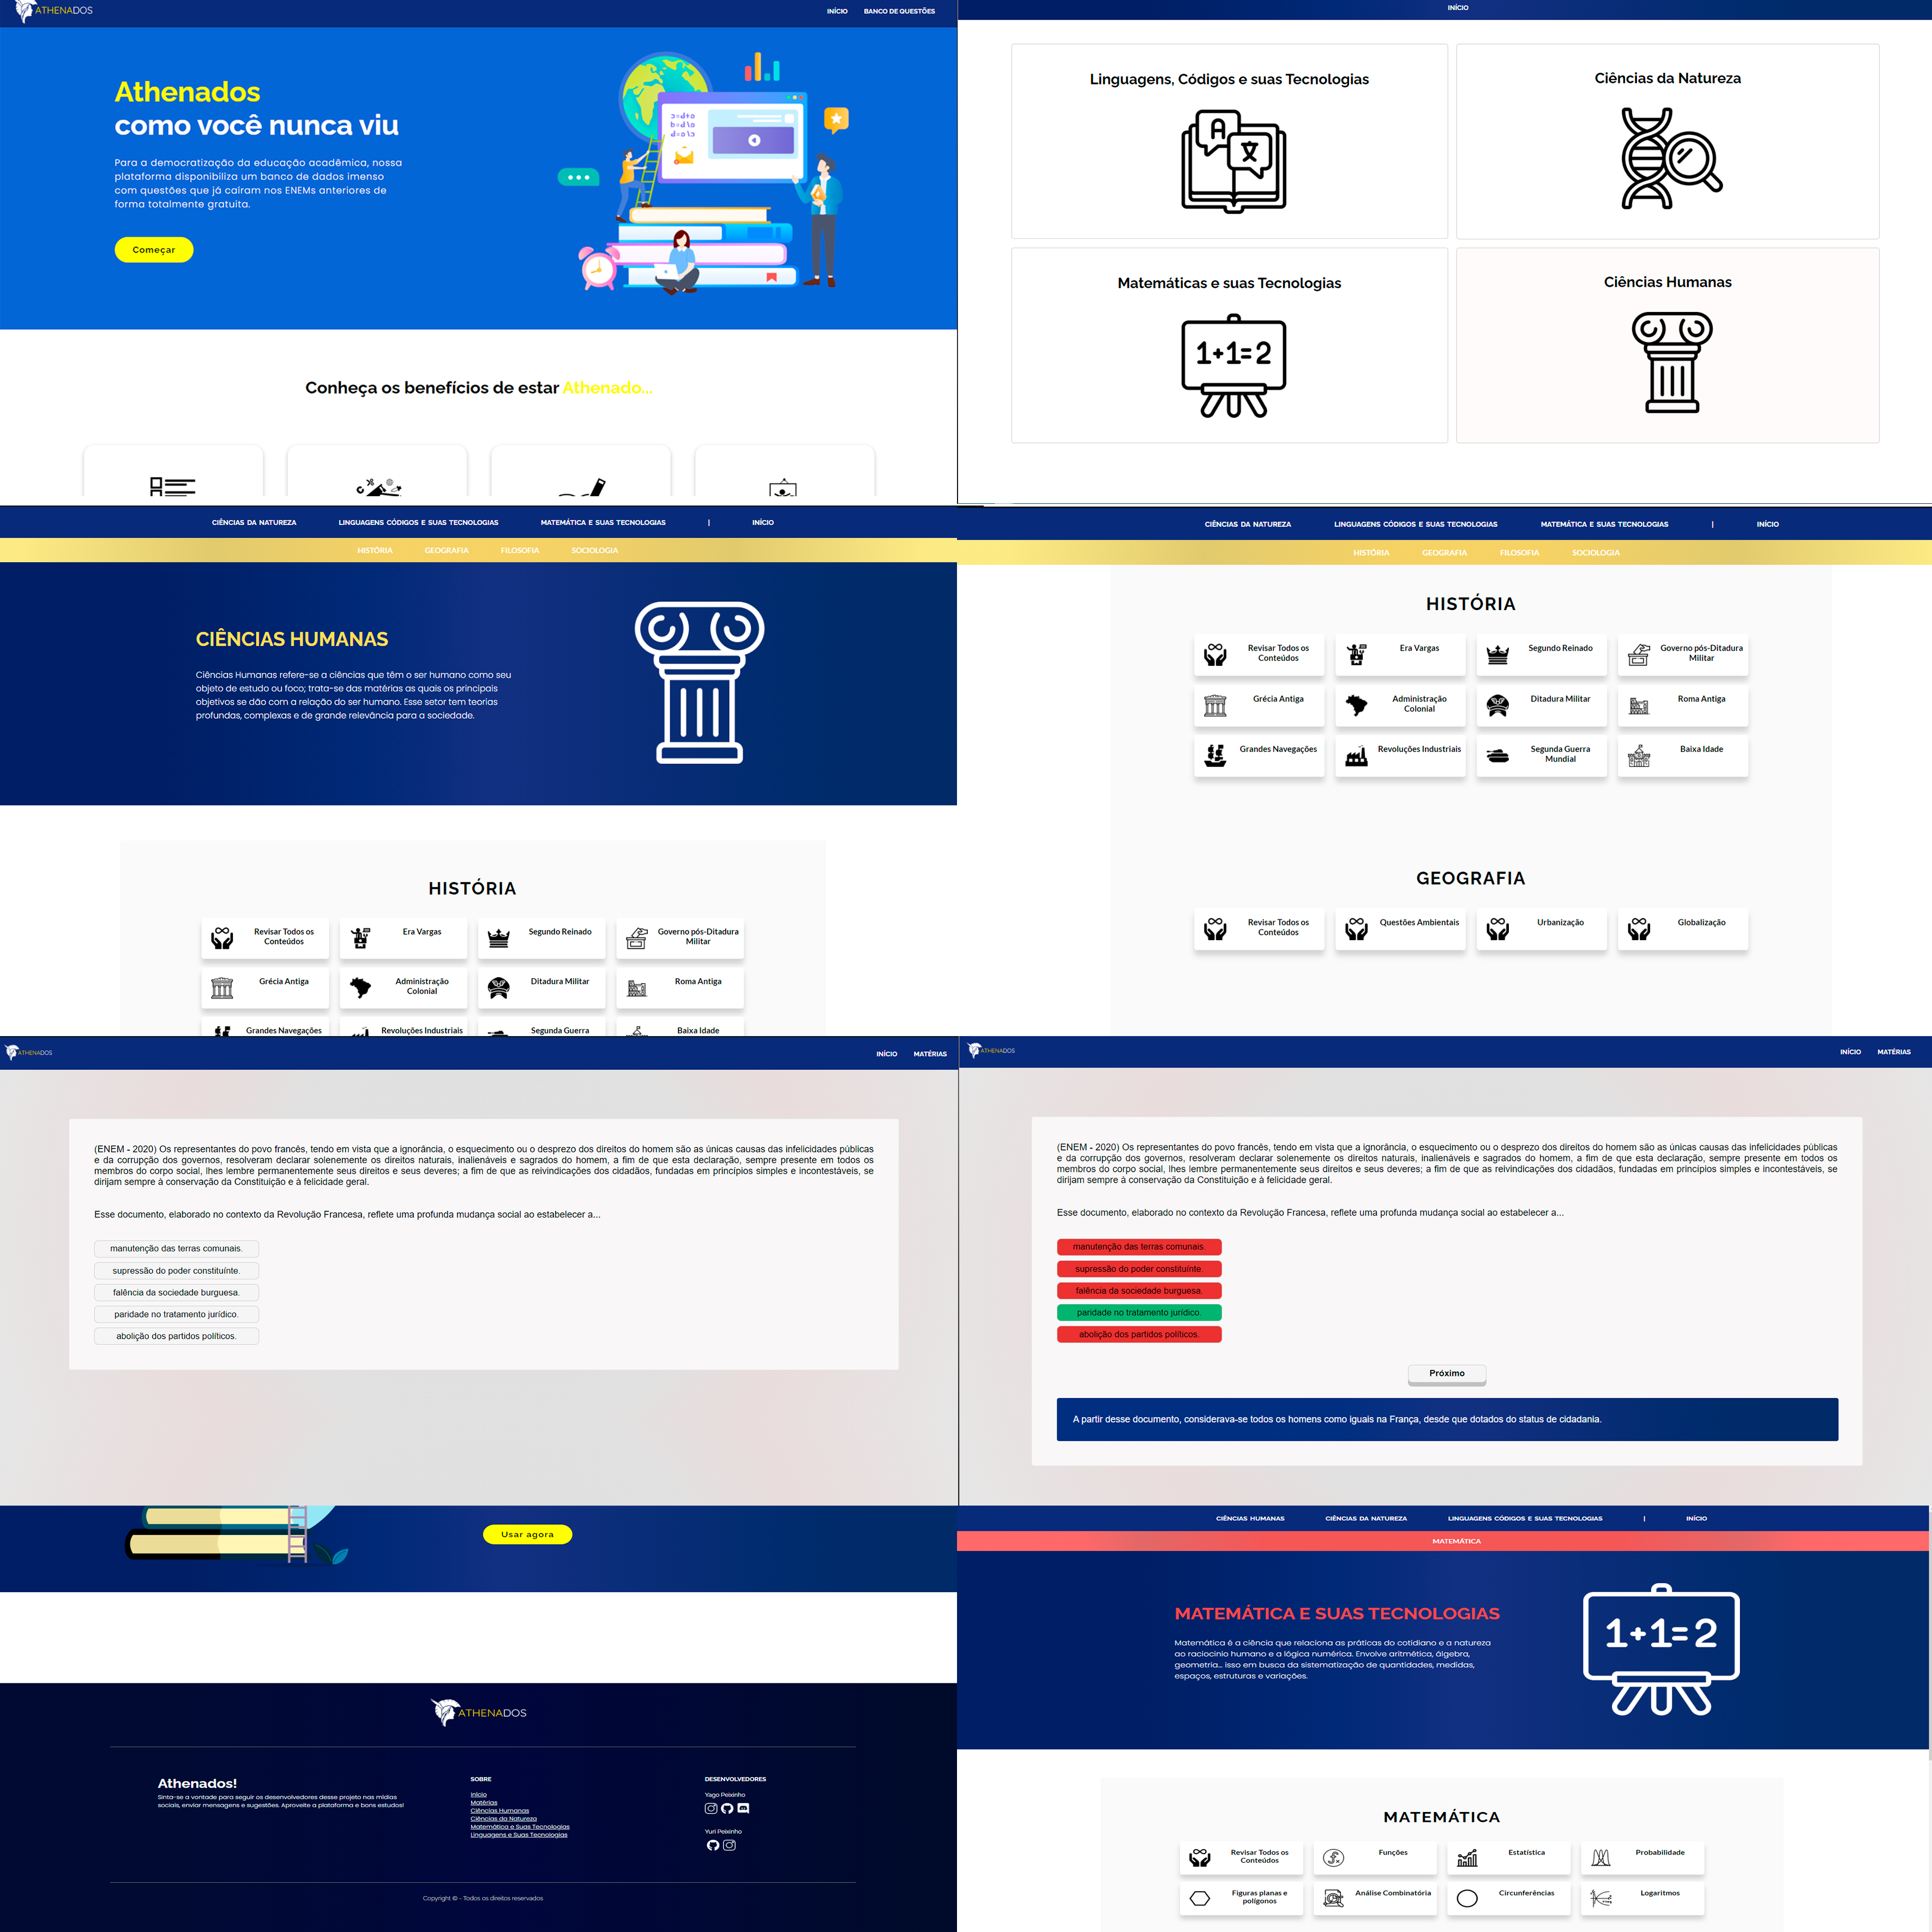 ATHENADOS
INÍCIO BANCO DE QUESTÕES
Athenados
como você nunca viu
Para a democratização da educação acadêmica, nossa
plataforma disponibiliza um banco de dados imenso
com questões que já caíram nos ENEMs anteriores de
forma totalmente gratuita.
Começar
Conheça os benefícios de estar Athenado...
INÍCIO
Linguagens, Códigos e suas Tecnologias
Ciências da Natureza
A
文
Matemáticas e suas Tecnologias
Ciências Humanas
1+1=2
CIÊNCIAS DA NATUREZA LINGUAGENS CÓDIGOS E SUAS TECNOLOGIAS MATEMÁTICA E SUAS TECNOLOGIAS | INÍCIO
HISTÓRIA GEOGRAFIA FILOSOFIA SOCIOLOGIA
CIÊNCIAS HUMANAS
Ciências Humanas refere-se a ciências que têm o ser humano como seu
objeto de estudo ou foco; trata-se das matérias as quais os principais
objetivos se dão com a relação do ser humano. Esse setor tem teorias
profundas, complexas e de grande relevância para a sociedade.
HISTÓRIA
Revisar Todos os
Conteúdos
Era Vargas
Segundo Reinado
Governo pós-Ditadura
Militar
Grécia Antiga
Administração
Colonial
Ditadura Militar
Roma Antiga
Grandes Navegações
Revoluções Industriais
Segunda Guerra
Baixa Idade
CIÊNCIAS DA NATUREZA LINGUAGENS CÓDIGOS E SUAS TECNOLOGIAS MATEMÁTICA E SUAS TECNOLOGIAS | INÍCIO
HISTÓRIA GEOGRAFIA FILOSOFIA SOCIOLOGIA
HISTÓRIA
Revisar Todos os
Conteúdos
Era Vargas
Segundo Reinado
Governo pós-Ditadura
Militar
Grécia Antiga
Administração
Colonial
Ditadura Militar
Roma Antiga
Grandes Navegações
Revoluções Industriais
Segunda Guerra
Mundial
Baixa Idade
GEOGRAFIA
Revisar Todos os
Conteúdos
Questões Ambientais
Urbanização
Globalização
ATHENADOS
INÍCIO MATÉRIAS
(ENEM - 2020) Os representantes do povo francês, tendo em vista que a ignorância, o esquecimento ou o desprezo dos direitos do homem são as únicas causas das infelicidades públicas
e da corrupção dos governos, resolveram declarar solenemente os direitos naturais, inalienáveis e sagrados do homem, a fim de que esta declaração, sempre presente em todos os
membros do corpo social, lhes lembre permanentemente seus direitos e seus deveres; a fim de que as reivindicações dos cidadãos, fundadas em princípios simples e incontestáveis, se
dirijam sempre à conservação da Constituição e à felicidade geral.
Esse documento, elaborado no contexto da Revolução Francesa, reflete uma profunda mudança social ao estabelecer a...
manutenção das terras comunais.
supressão do poder constituínte.
falência da sociedade burguesa.
paridade no tratamento jurídico.
abolição dos partidos políticos.
ATHENADOS
INÍCIO MATÉRIAS
(ENEM - 2020) Os representantes do povo francês, tendo em vista que a ignorância, o esquecimento ou o desprezo dos direitos do homem são as únicas causas das infelicidades públicas
e da corrupção dos governos, resolveram declarar solenemente os direitos naturais, inalienáveis e sagrados do homem, a fim de que esta declaração, sempre presente em todos os
membros do corpo social, lhes lembre permanentemente seus direitos e seus deveres; a fim de que as reivindicações dos cidadãos, fundadas em princípios simples e incontestáveis, se
dirijam sempre à conservação da Constituição e à felicidade geral.
Esse documento, elaborado no contexto da Revolução Francesa, reflete uma profunda mudança social ao estabelecer a...
manutenção das terras comunais.
supressão do poder constituínte.
falência da sociedade burguesa.
paridade no tratamento jurídico.
abolição dos partidos políticos.
Próximo
A partir desse documento, considerava-se todos os homens como iguais na França, desde que dotados do status de cidadania.
Usar agora
ATHENADOS
Athenados!
Sinta-se a vontade para seguir os desenvolvedores desse projeto nas mídias
sociais, enviar mensagens e sugestões. Aproveite a plataforma e bons estudos!
SOBRE
Início
Matérias
Ciências Humanas
Ciências da Natureza
Matemática e Suas Tecnologias
Linguagens e Suas Tecnologias
DESENVOLVEDORES
Yago Peixinho
Yuri Peixinho
Copyright © - Todos os direitos reservados
CIÊNCIAS HUMANAS CIÊNCIAS DA NATUREZA LINGUAGENS CÓDIGOS E SUAS TECNOLOGIAS | INÍCIO
MATEMÁTICA
MATEMÁTICA E SUAS TECNOLOGIAS
Matemática é a ciência que relaciona as práticas do cotidiano e a natureza
ao raciocinio humano e a lógica numérica. Envolve aritmética, álgebra,
geometria... isso em busca da sistematização de quantidades, medidas,
espaços, estruturas e variações.
1+1=2
MATEMÁTICA
Revisar Todos os
Conteúdos
Funções
Estatística
Probabilidade
Figuras planas e
polígonos
Análise Combinatória
Circunferências
Logaritmos